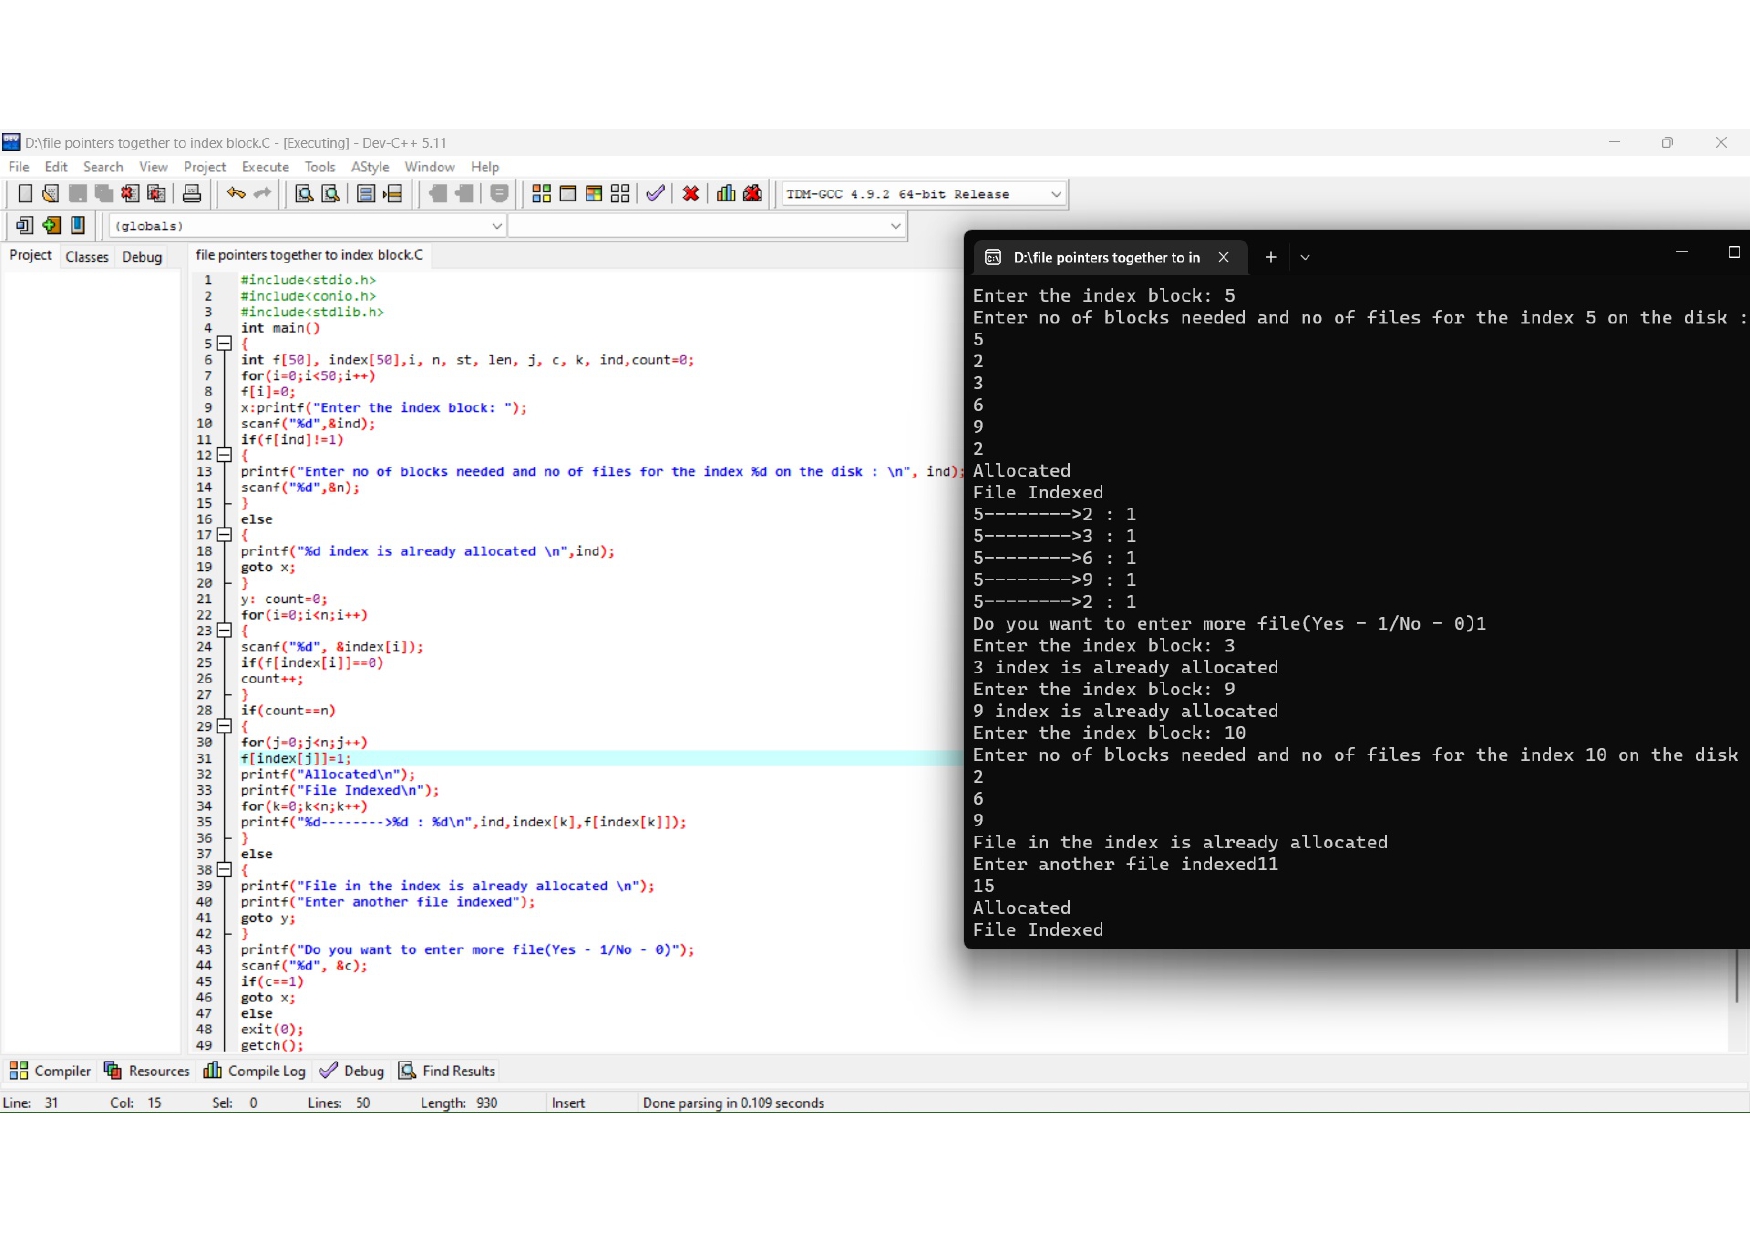 D:\file pointers together to index block.C - [Executing] - Dev-C++ 5.11
File Edit Search View Project Execute Tools AStyle Window Help
TDM-GCC 4.9.2 64-bit Release
(globals)
Project Classes Debug
file pointers together to index block.C
1 #include<stdio.h>
2 #include<conio.h>
3 #include<stdlib.h>
4 int main()
5 {
6 int f[50], index[50],i, n, st, len, j, c, k, ind,count=0;
7 for(i=0;i<50;i++)
8 f[i]=0;
9 x:printf("Enter the index block: ");
10 scanf("%d",&ind);
11 if(f[ind]!=1)
12 {
13 printf("Enter no of blocks needed and no of files for the index %d on the disk : \n", ind);
14 scanf("%d",&n);
15 }
16 else
17 {
18 printf("%d index is already allocated \n",ind);
19 goto x;
20 }
21 y: count=0;
22 for(i=0;i<n;i++)
23 {
24 scanf("%d", &index[i]);
25 if(f[index[i]]==0)
26 count++;
27 }
28 if(count==n)
29 {
30 for(j=0;j<n;j++)
31 f[index[j]]=1;
32 printf("Allocated\n");
33 printf("File Indexed\n");
34 for(k=0;k<n;k++)
35 printf("%d-------->%d : %d\n",ind,index[k],f[index[k]]);
36 }
37 else
38 {
39 printf("File in the index is already allocated \n");
40 printf("Enter another file indexed");
41 goto y;
42 }
43 printf("Do you want to enter more file(Yes - 1/No - 0)");
44 scanf("%d", &c);
45 if(c==1)
46 goto x;
47 else
48 exit(0);
49 getch();
D:\file pointers together to in
Enter the index block: 5
Enter no of blocks needed and no of files for the index 5 on the disk :
5
2
3
6
9
2
Allocated
File Indexed
5-------->2 : 1
5-------->3 : 1
5-------->6 : 1
5-------->9 : 1
5-------->2 : 1
Do you want to enter more file(Yes - 1/No - 0)1
Enter the index block: 3
3 index is already allocated
Enter the index block: 9
9 index is already allocated
Enter the index block: 10
Enter no of blocks needed and no of files for the index 10 on the disk
2
6
9
File in the index is already allocated
Enter another file indexed11
15
Allocated
File Indexed
Compiler Resources Compile Log Debug Find Results
Line: 31 Col: 15 Sel: 0 Lines: 50 Length: 930 Insert Done parsing in 0.109 seconds